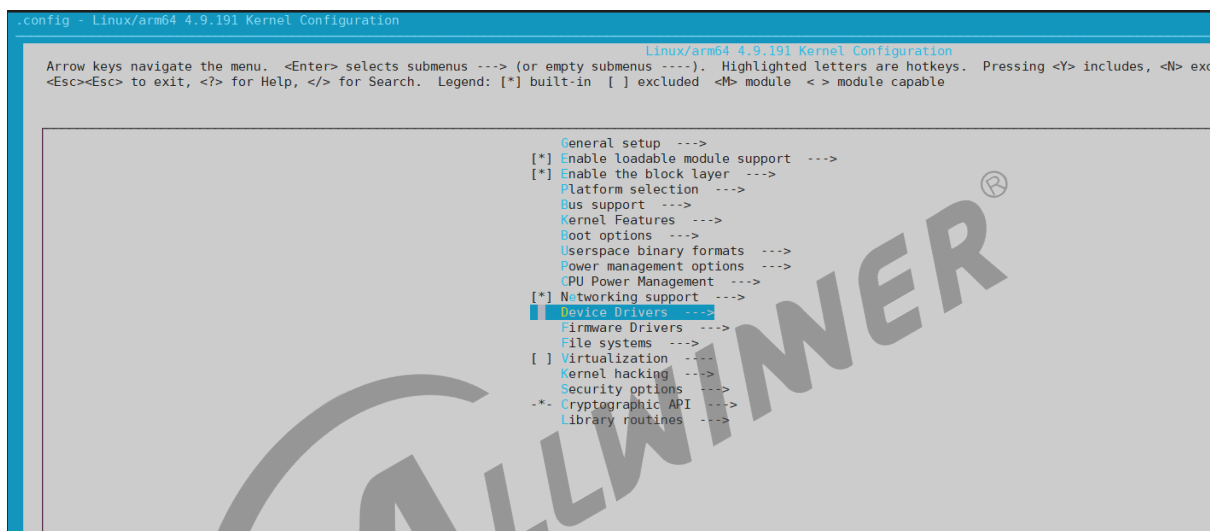 .config - Linux/arm64 4.9.191 Kernel Configuration
Linux/arm64 4.9.191 Kernel Configuration
Arrow keys navigate the menu.  <Enter> selects submenus ---> (or empty submenus ----).  Highlighted letters are hotkeys.  Pressing <Y> includes, <N> exc
<Esc><Esc> to exit, <?> for Help, </> for Search.  Legend: [*] built-in  [ ] excluded  <M> module  < > module capable
General setup  --->
[*] Enable loadable module support  --->
[*] Enable the block layer  --->
Platform selection  --->
Bus support  --->
Kernel Features  --->
Boot options  --->
Userspace binary formats  --->
Power management options  --->
CPU Power Management  --->
[*] Networking support  --->
Device Drivers  --->
Firmware Drivers  --->
File systems  --->
[ ] Virtualization  ----
Kernel hacking  --->
Security options  --->
-*- Cryptographic API  --->
Library routines  --->
ALLWINNER®